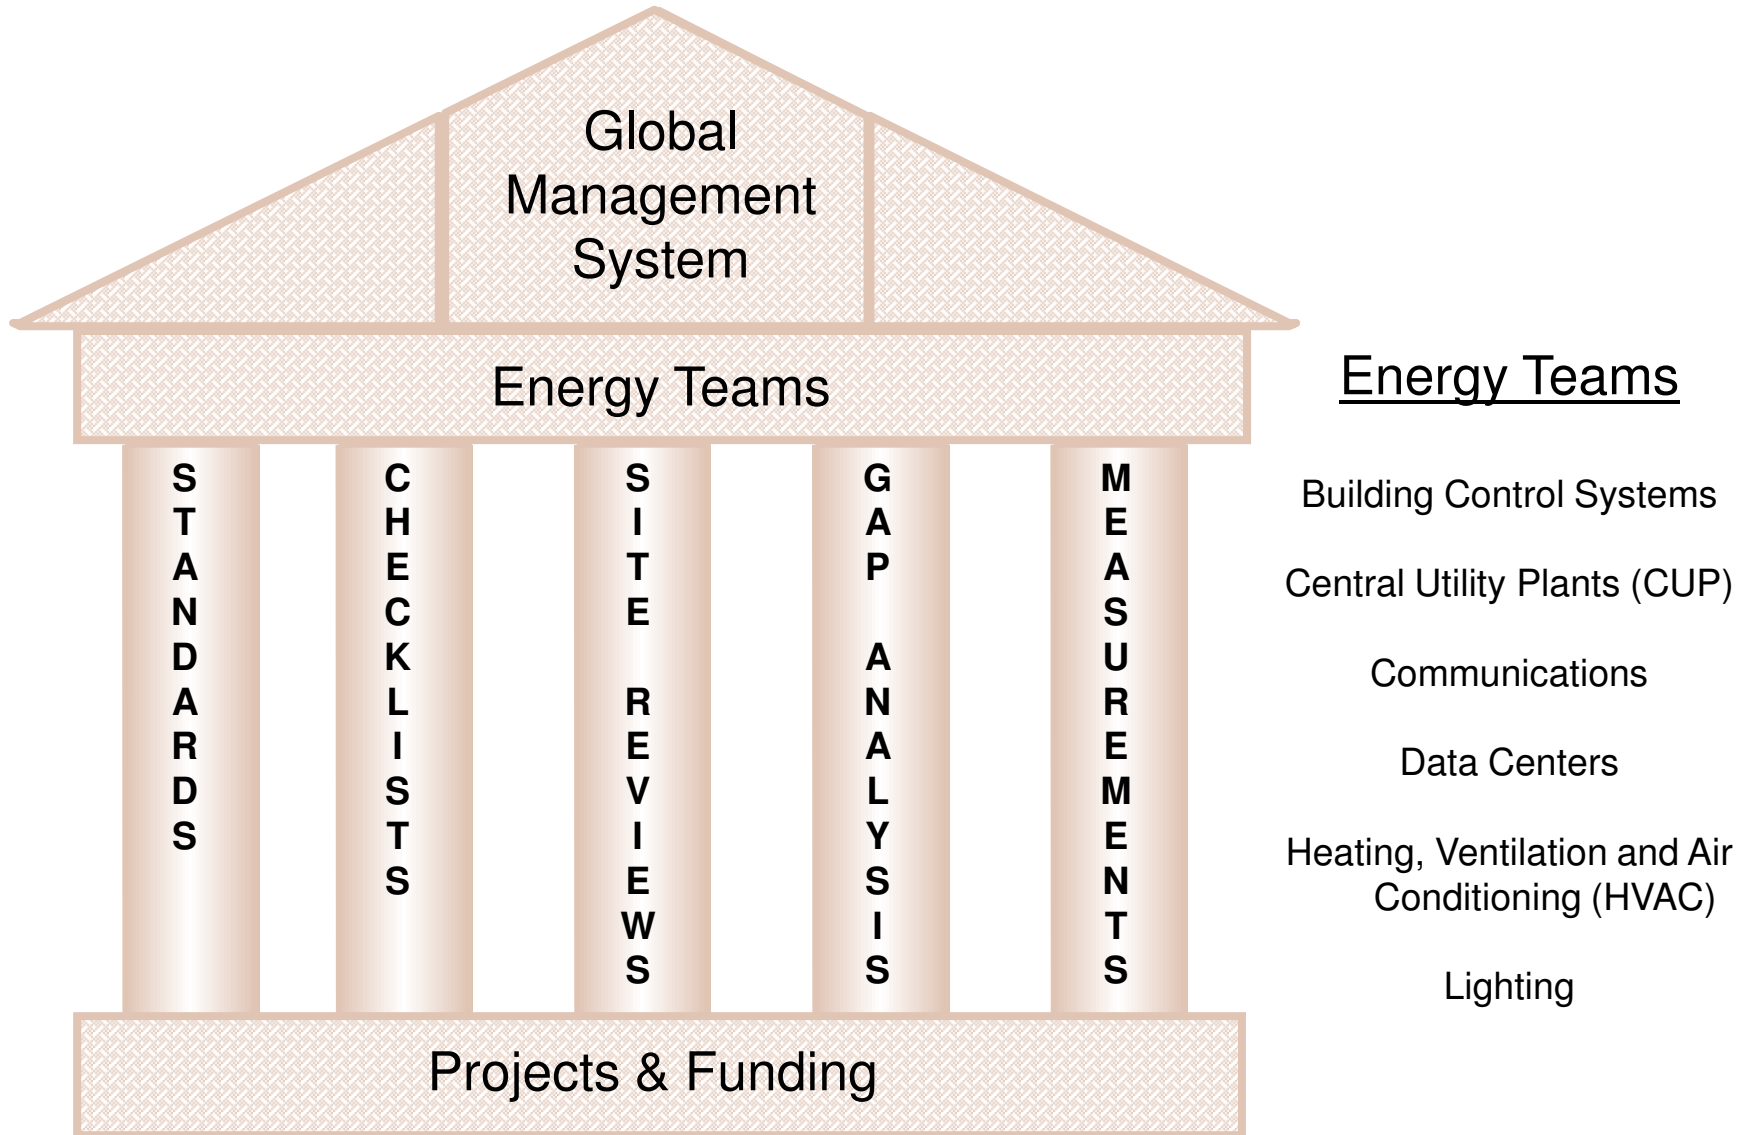 Global
Management
System
Energy Teams
STANDARDS
CHECKLISTS
SITE REVIEWS
GAP ANALYSIS
MEASUREMENTS
Projects & Funding
Energy Teams
Building Control Systems
Central Utility Plants (CUP)
Communications
Data Centers
Heating, Ventilation and Air
Conditioning (HVAC)
Lighting